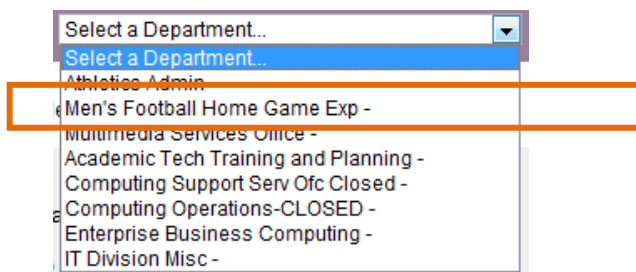 Select a Department...
Select a Department...
Athletics Admin
Men's Football Home Game Exp -
Multimedia Services Office -
Academic Tech Training and Planning -
Computing Support Serv Ofc Closed -
Computing Operations-CLOSED -
Enterprise Business Computing -
IT Division Misc -